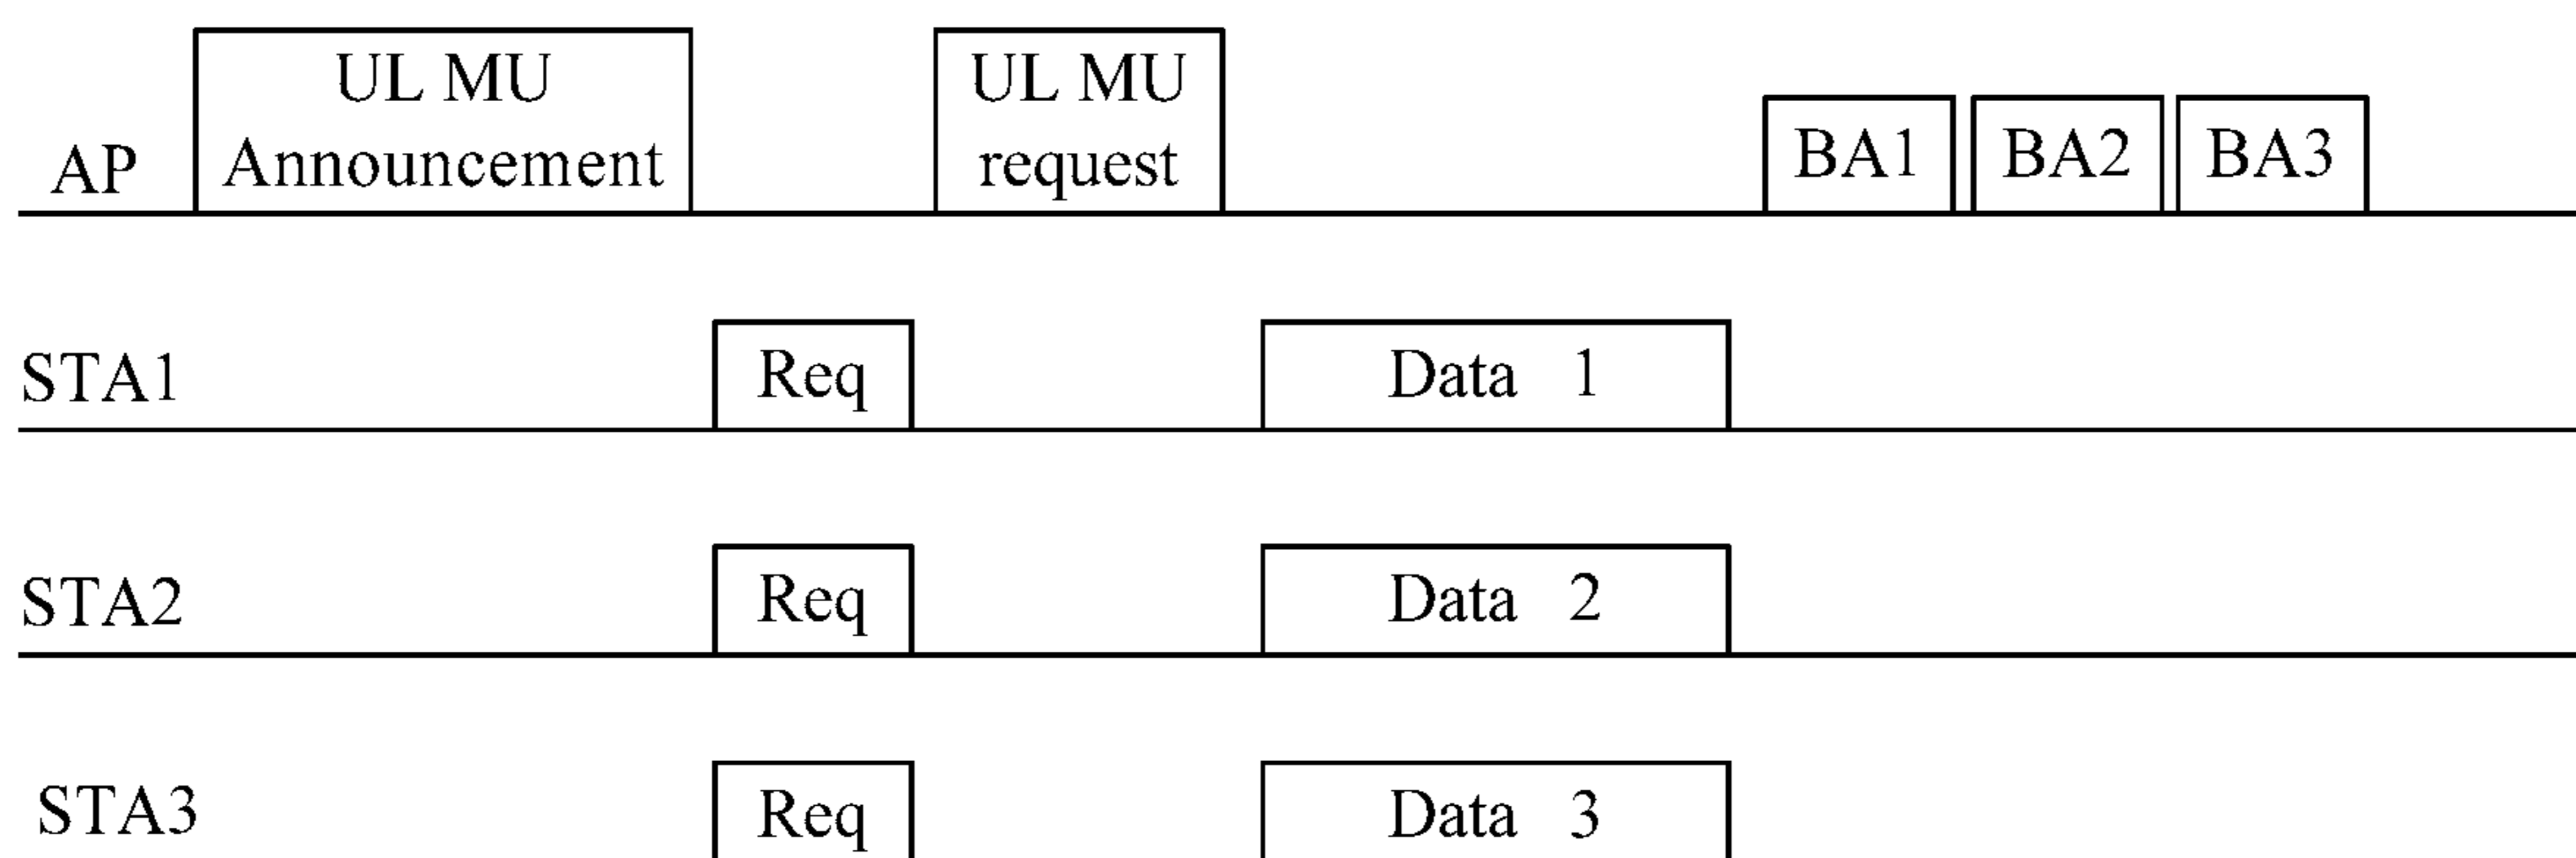 UL MU
Announcement
UL MU
request
AP
BA1
BA2
BA3
STA1
Req
Data 1
STA2
Req
Data 2
STA3
Req
Data 3